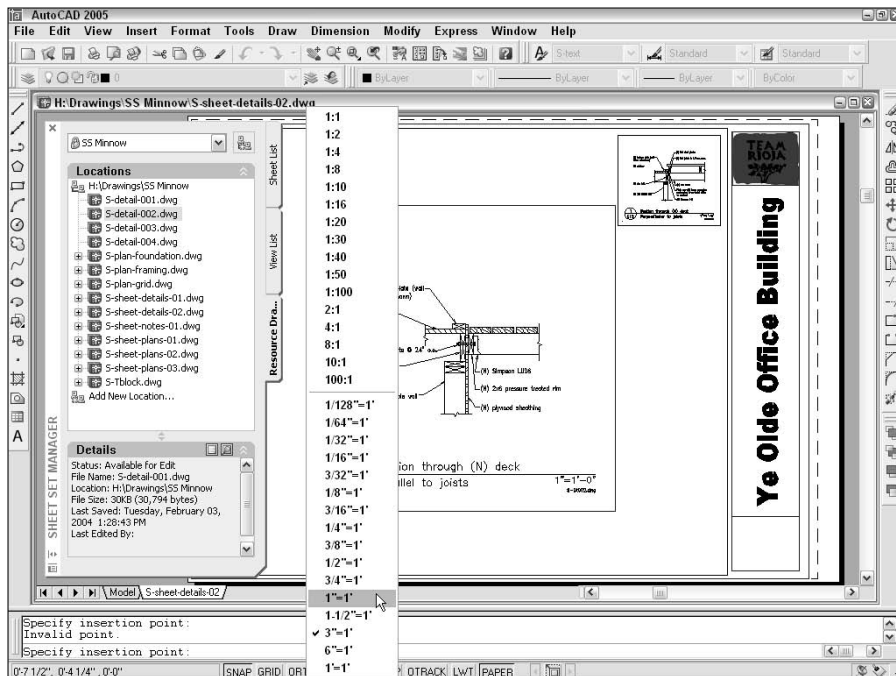 AutoCAD 2005
File Edit View Insert Format Tools Draw Dimension Modify Express Window Help
S-text Standard Standard
0 ByLayer ByLayer ByLayer ByColor
H:\Drawings\SS Minnow\S-sheet-details-02.dwg
SS Minnow
Locations
H:\Drawings\SS Minnow
S-detail-001.dwg
S-detail-002.dwg
S-detail-003.dwg
S-detail-004.dwg
S-plan-foundation.dwg
S-plan-framing.dwg
S-plan-grid.dwg
S-sheet-details-01.dwg
S-sheet-details-02.dwg
S-sheet-notes-01.dwg
S-sheet-plans-01.dwg
S-sheet-plans-02.dwg
S-sheet-plans-03.dwg
S-Tblock.dwg
Add New Location...
Details
Status: Available for Edit
File Name: S-detail-001.dwg
Location: H:\Drawings\SS Minnow
File Size: 30KB (30,794 bytes)
Last Saved: Tuesday, February 03,
2004 1:28:43 PM
Last Edited By:
SHEET SET MANAGER
Sheet List
View List
Resource Dra...
1:1
1:2
1:4
1:8
1:10
1:16
1:20
1:30
1:40
1:50
1:100
2:1
4:1
8:1
10:1
100:1
1/128"=1'
1/64"=1'
1/32"=1'
1/16"=1'
3/32"=1'
1/8"=1'
3/16"=1'
1/4"=1'
3/8"=1'
1/2"=1'
3/4"=1'
1"=1'
1-1/2"=1'
3"=1'
6"=1'
1'=1'
(wall
@ 24" o.c.
(N) Simpson LU26
(N) 2x6 pressure treated rim
(N) plywood sheathing
wall
ion through (N) deck
llel to joists
1"=1'-0"
Section through (N) deck
Perpendicular to joists
TEAM
RIOJA
Ye Olde Office Building
Model S-sheet-details-02
Specify insertion point:
Invalid point.
Specify insertion point:
0'-7 1/2", 0'-4 1/4", 0'-0" SNAP GRID ORT OTRACK LWT PAPER